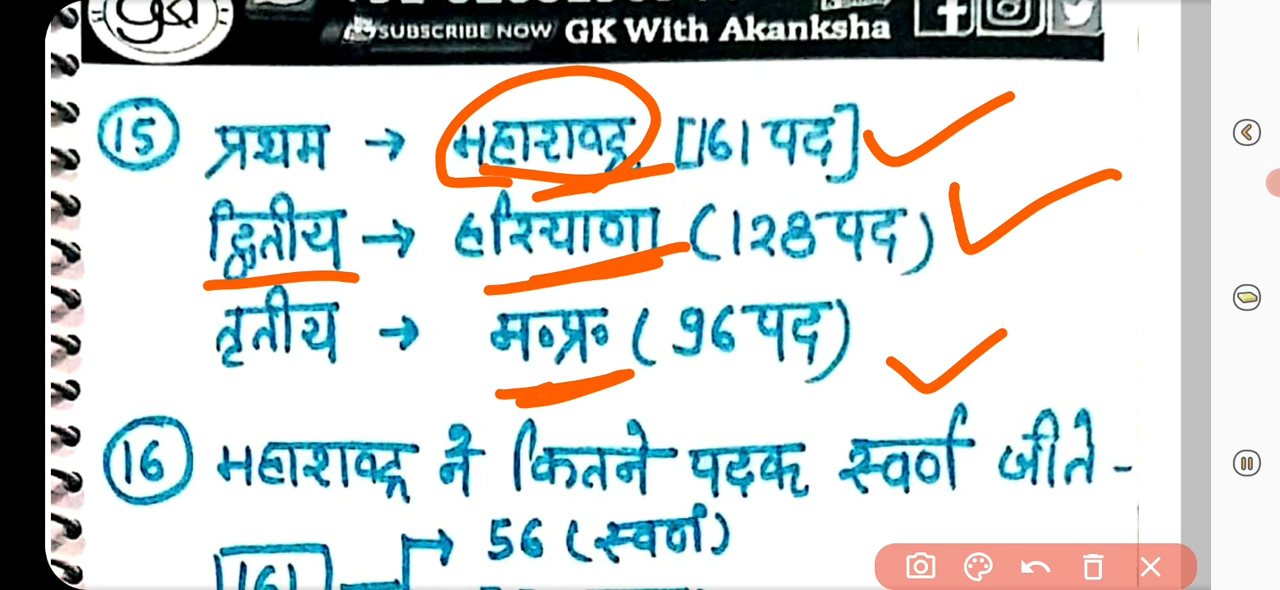 SUBSCRIBE NOW GK With Akanksha
15 प्रथम → महाराष्ट्र [161 पद]
द्वितीय → हरियाणा (128 पद)
तृतीय → म०प्र० (96 पद)
16 महाराष्ट्र ने कितने पदक स्वर्ण जीते -
56 (स्वर्ण)
161